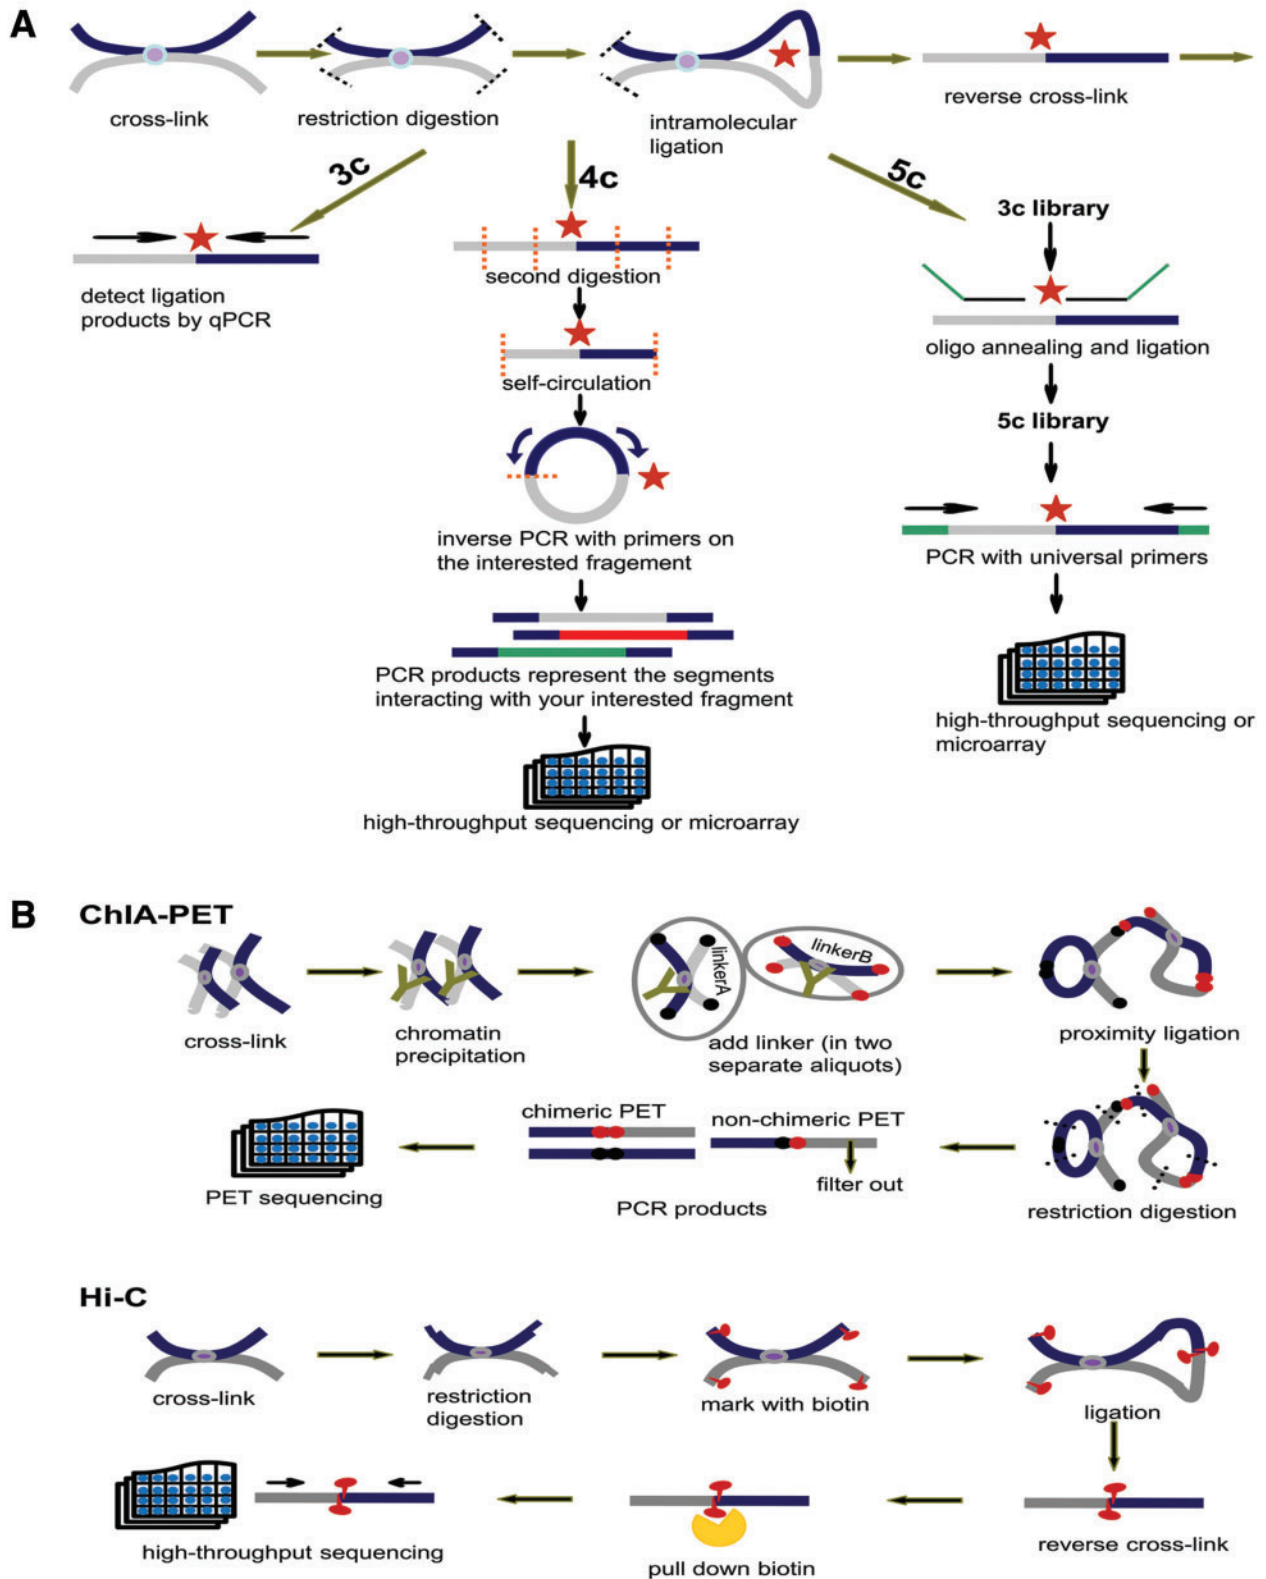 A
cross-link
restriction digestion
intramolecular
ligation
reverse cross-link
3c
4c
5c
detect ligation
products by qPCR
second digestion
self-circulation
inverse PCR with primers on
the interested fragement
PCR products represent the segments
interacting with your interested fragment
high-throughput sequencing or microarray
3c library
oligo annealing and ligation
5c library
PCR with universal primers
high-throughput sequencing or
microarray
B
ChIA-PET
cross-link
chromatin
precipitation
linkerA
linkerB
add linker (in two
separate aliquots)
proximity ligation
restriction digestion
chimeric PET
non-chimeric PET
filter out
PCR products
PET sequencing
Hi-C
cross-link
restriction
digestion
mark with biotin
ligation
reverse cross-link
pull down biotin
high-throughput sequencing